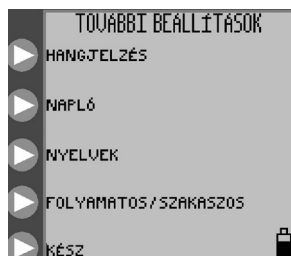 TOVÁBBI BEÁLLÍTÁSOK
HANGJELZÉS
NAPLÓ
NYELVEK
FOLYAMATOS/SZAKASZOS
KÉSZ